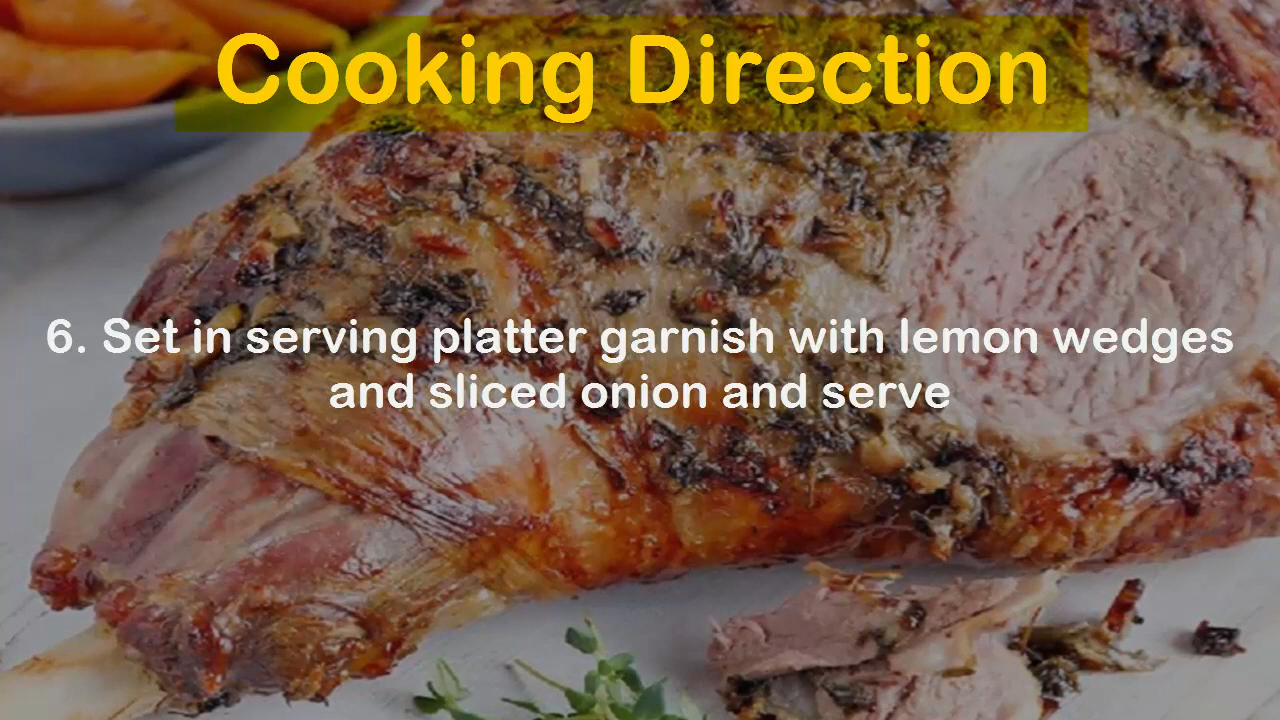 Cooking Direction
6. Set in serving platter garnish with lemon wedges
and sliced onion and serve